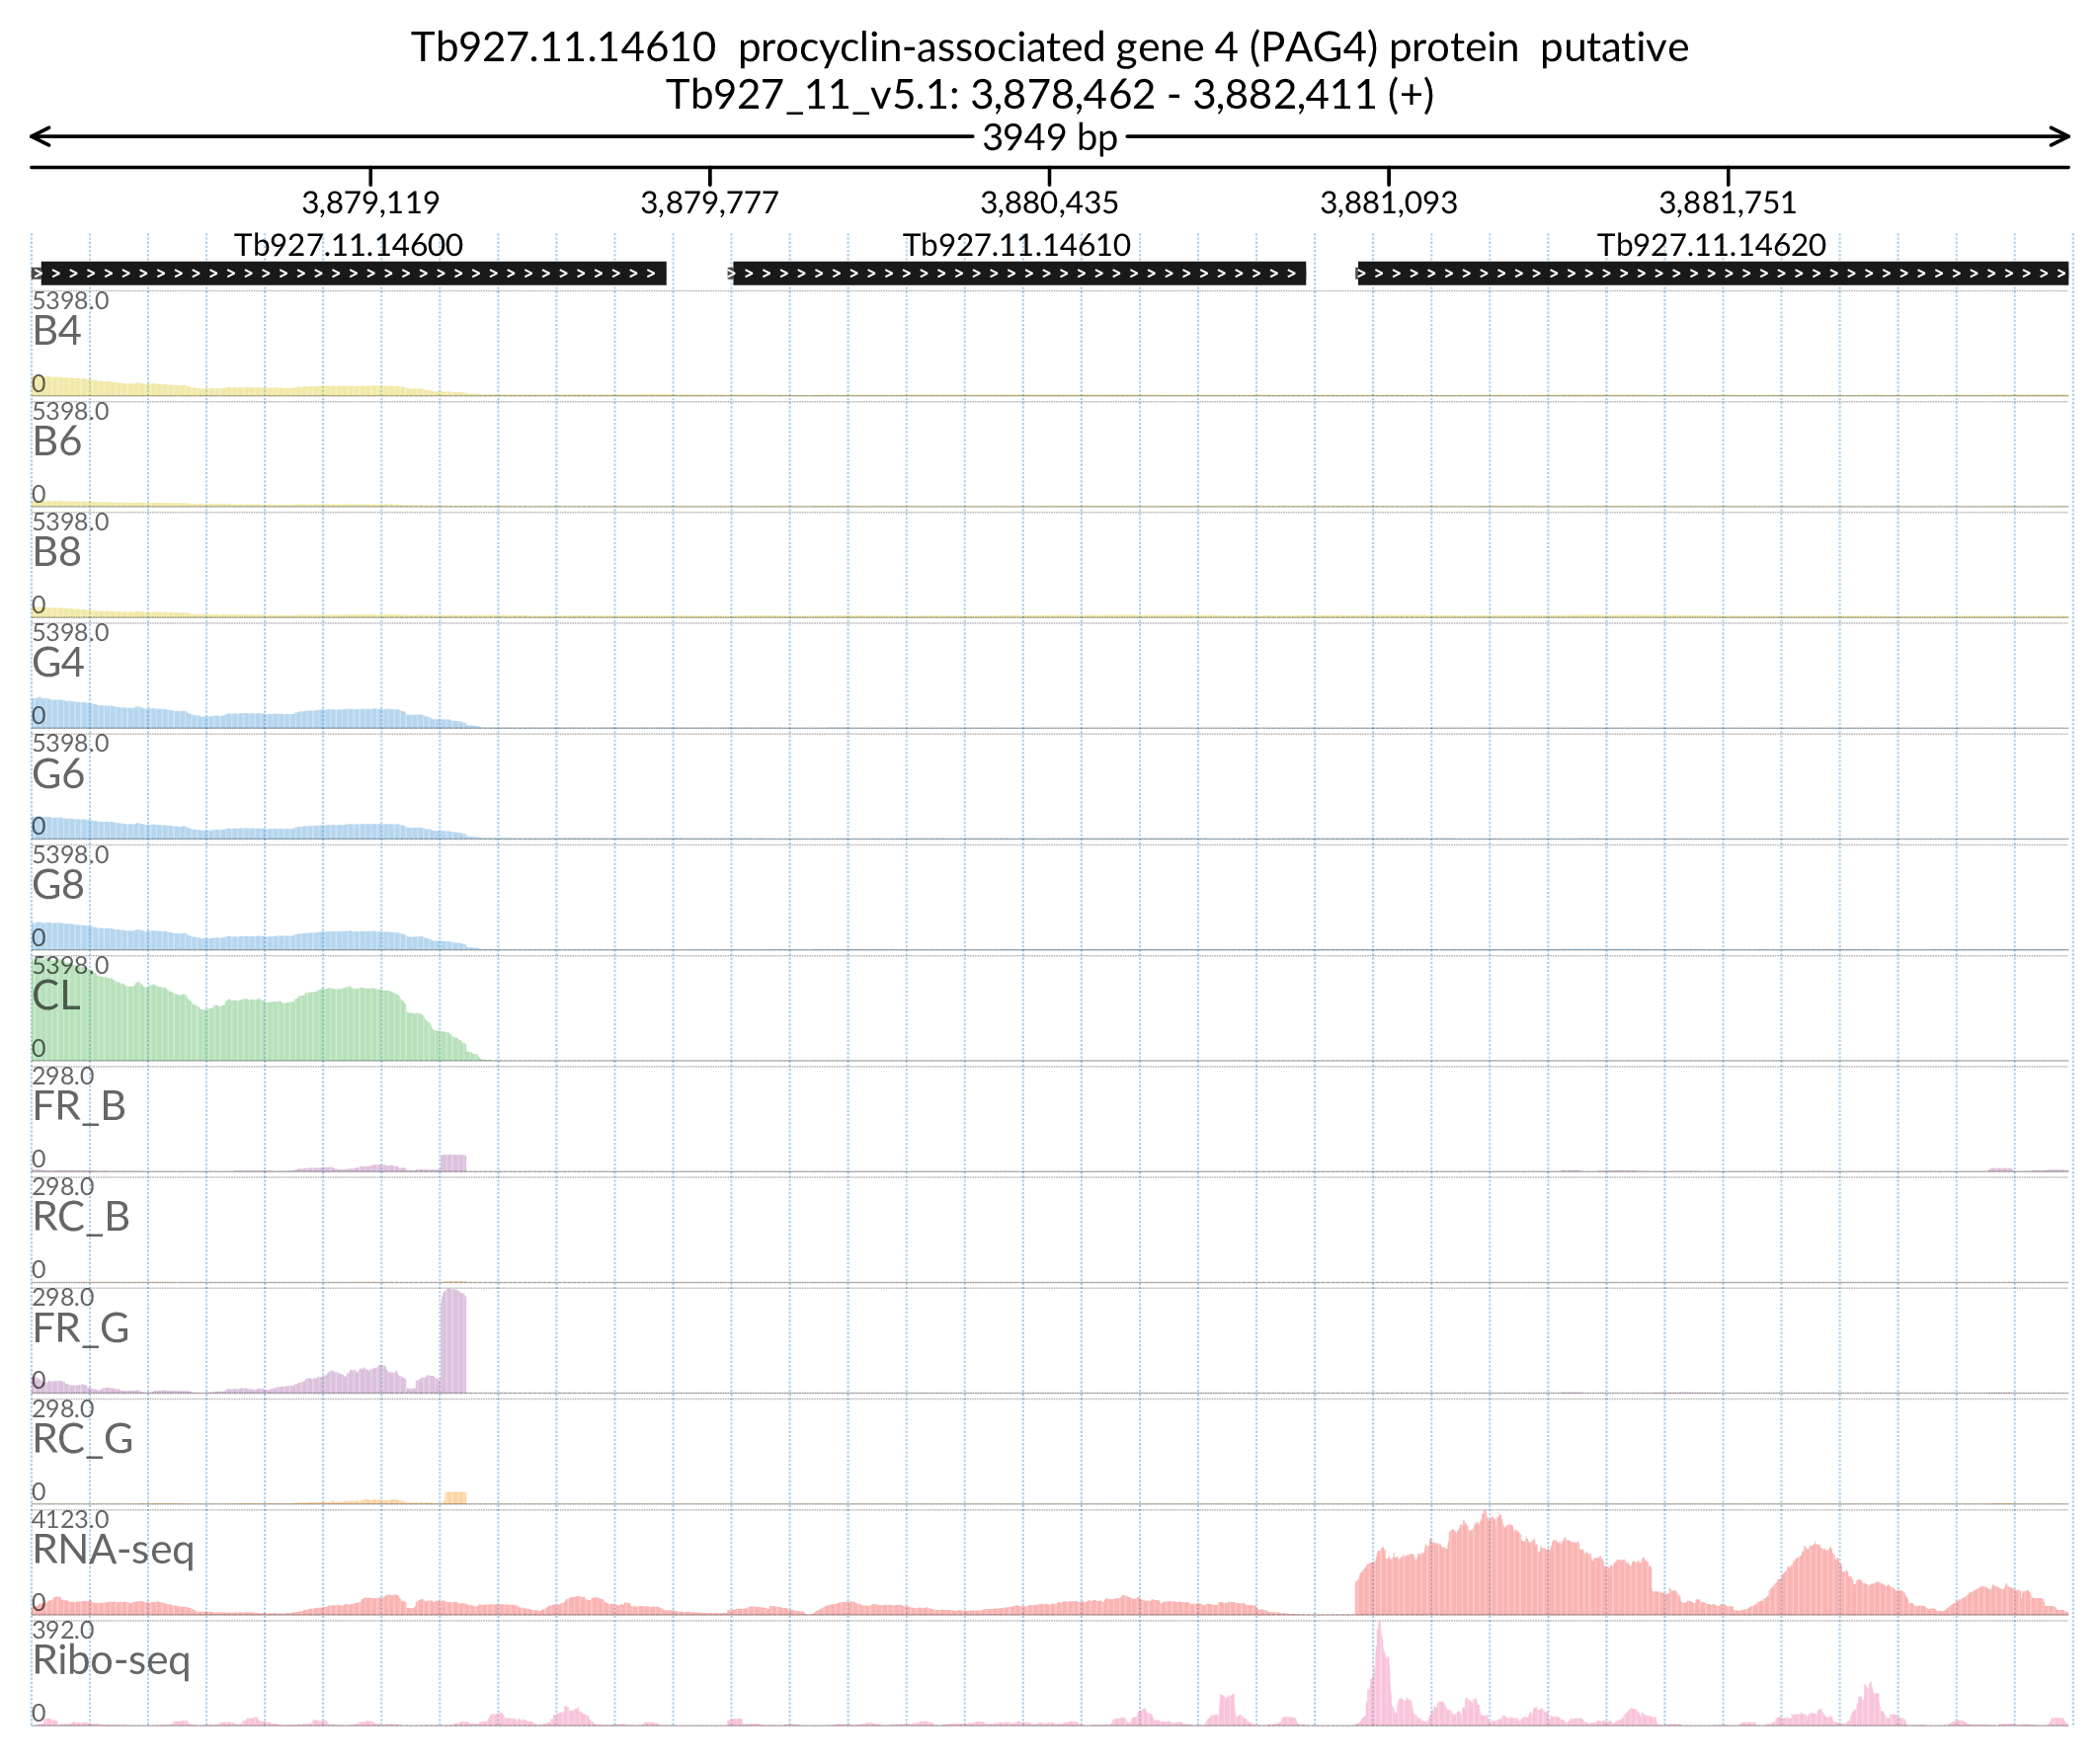 Tb927.11.14610  procyclin-associated gene 4 (PAG4) protein  putative
Tb927_11_v5.1: 3,878,462 - 3,882,411 (+)
3949 bp
3,879,119 3,879,777 3,880,435 3,881,093 3,881,751
Tb927.11.14600 Tb927.11.14610 Tb927.11.14620
5398.0
B4
0
5398.0
B6
0
5398.0
B8
0
5398.0
G4
0
5398.0
G6
0
5398.0
G8
0
5398.0
CL
0
298.0
FR_B
0
298.0
RC_B
0
298.0
FR_G
0
298.0
RC_G
0
4123.0
RNA-seq
0
392.0
Ribo-seq
0